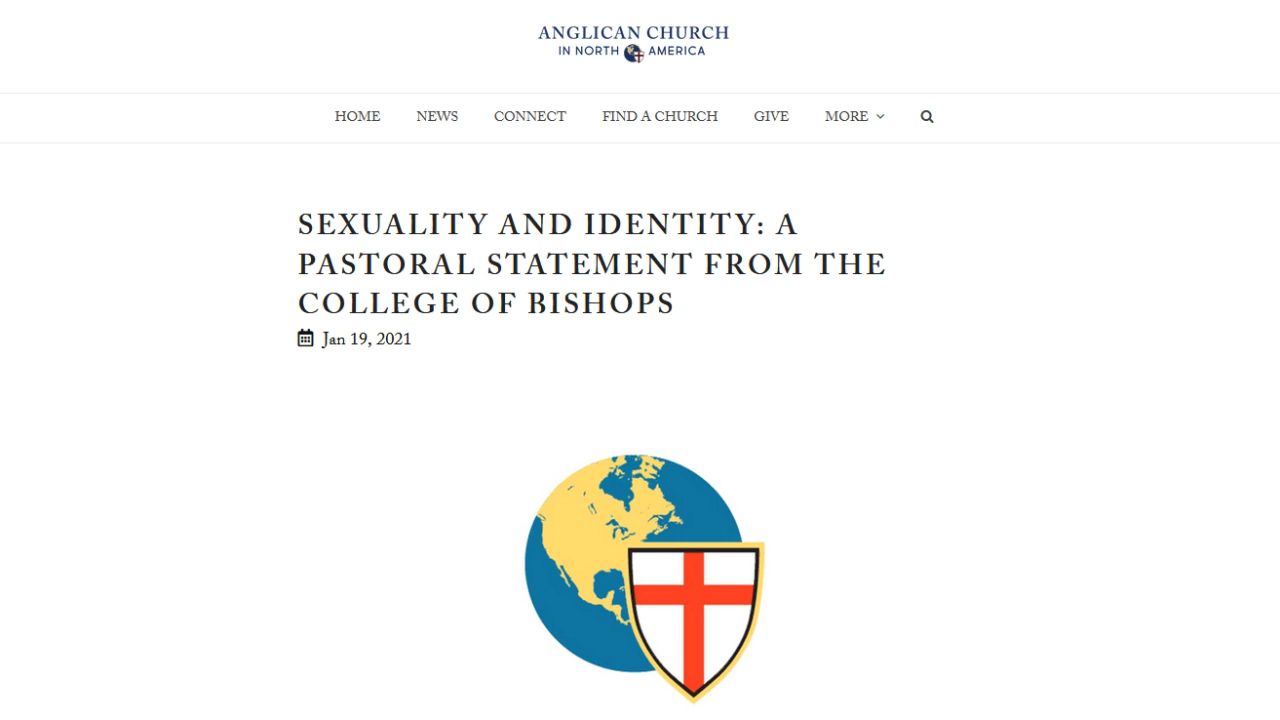 ANGLICAN CHURCH
IN NORTH AMERICA
HOME NEWS CONNECT FIND A CHURCH GIVE MORE
SEXUALITY AND IDENTITY: A
PASTORAL STATEMENT FROM THE
COLLEGE OF BISHOPS
Jan 19, 2021